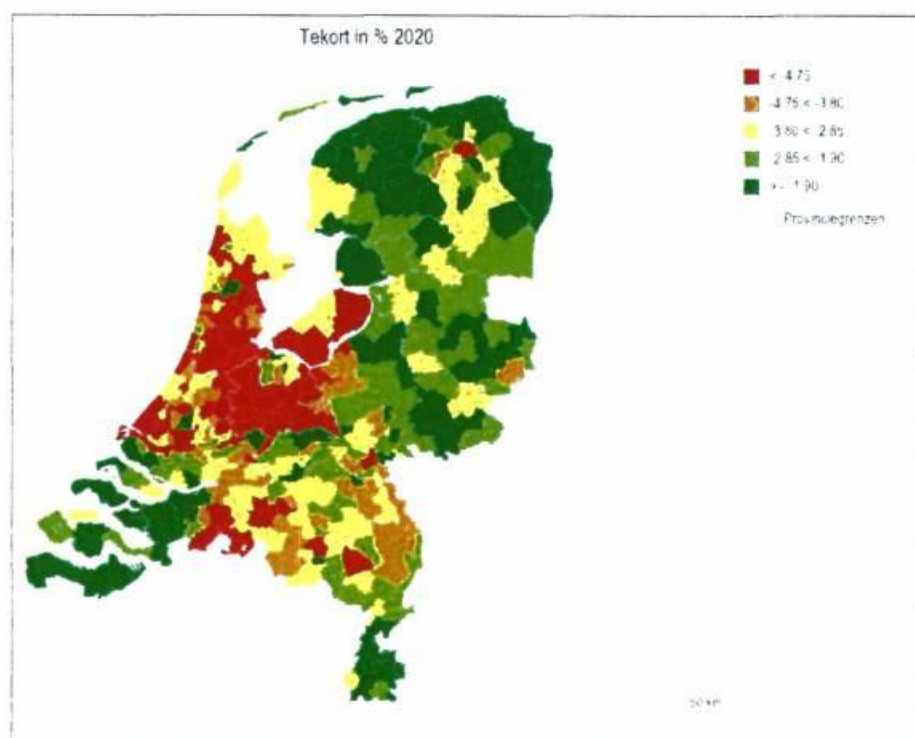 Tekort in % 2020
< -4.75
-4.75 < -3.80
-3.80 < -2.85
-2.85 < -1.90
>= -1.90
Provinciegrenzen
50 km